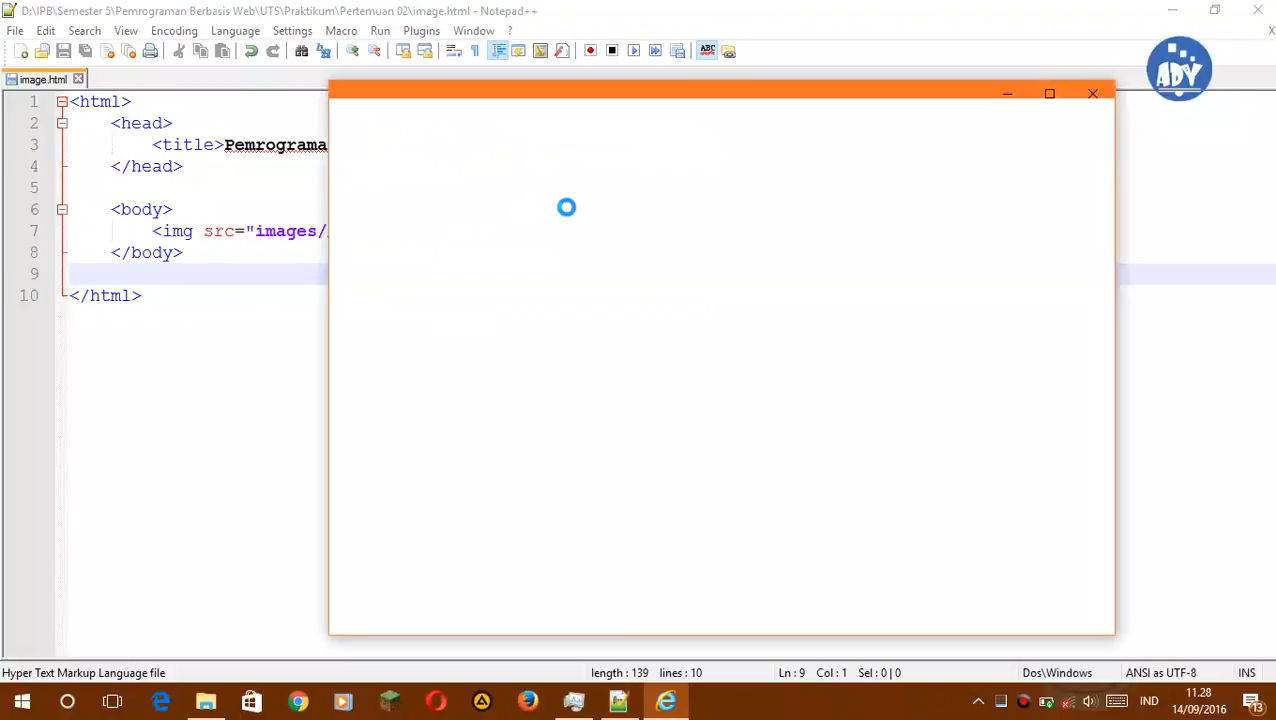 D:\IPB\Semester 5\Pemrograman Berbasis Web\UTS\Praktikum\Pertemuan 02\image.html - Notepad++
File Edit Search View Encoding Language Settings Macro Run Plugins Window ? X
ABC
image.html
ADY
1 <html>
2 <head>
3 <title>Pemrograma
4 </head>
5
6 <body>
7 <img src="images/
8 </body>
9
10 </html>
Hyper Text Markup Language file length : 139 lines : 10 Ln : 9 Col : 1 Sel : 0 | 0 Dos\Windows ANSI as UTF-8 INS
IND
11.28
14/09/2016
13